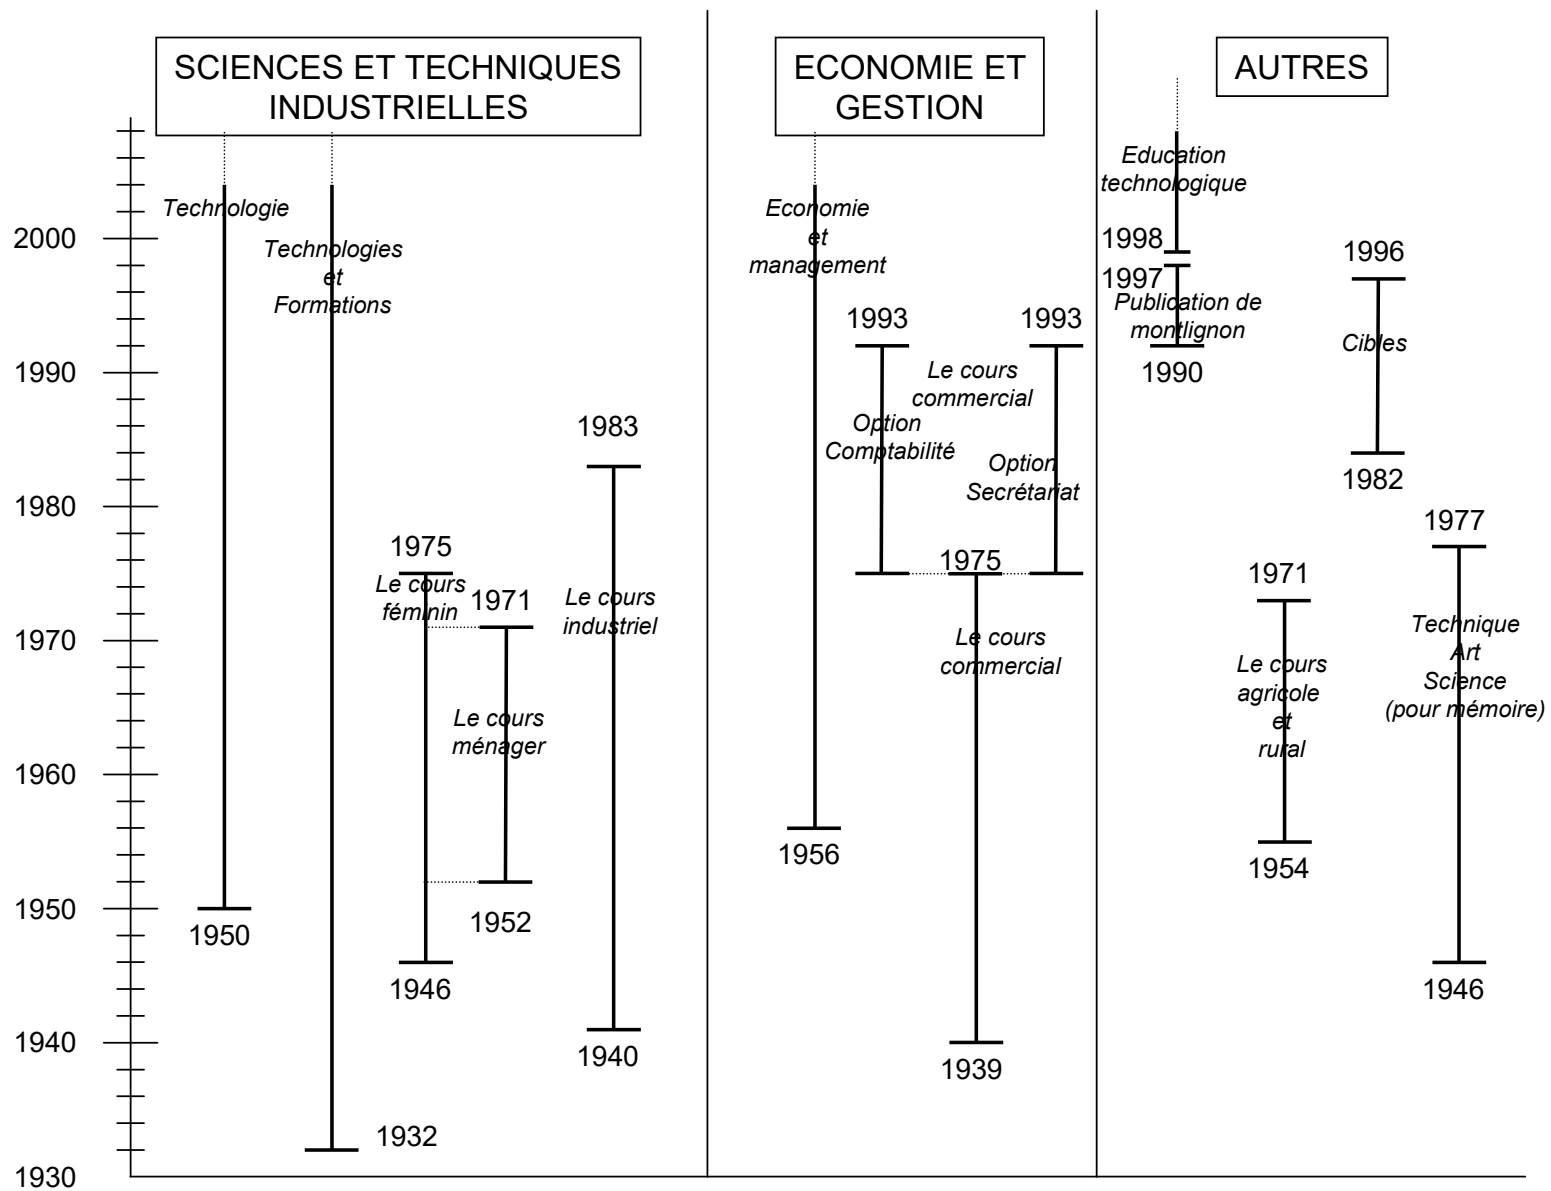 SCIENCES ET TECHNIQUES
INDUSTRIELLES
ECONOMIE ET
GESTION
AUTRES
2000
1990
1980
1970
1960
1950
1940
1930
Technologie
1950
Technologies
et
Formations
1932
1975
Le cours
féminin
1946
1971
Le cours
ménager
1952
1983
Le cours
industriel
1940
Economie
et
management
1956
1993
Option
Comptabilité
Le cours
commercial
1993
Option
Secrétariat
1975
Le cours
commercial
1939
Education
technologique
1998
1997
Publication de
montlignon
1990
1996
Cibles
1982
1971
Le cours
agricole
et
rural
1954
1977
Technique
Art
Science
(pour mémoire)
1946